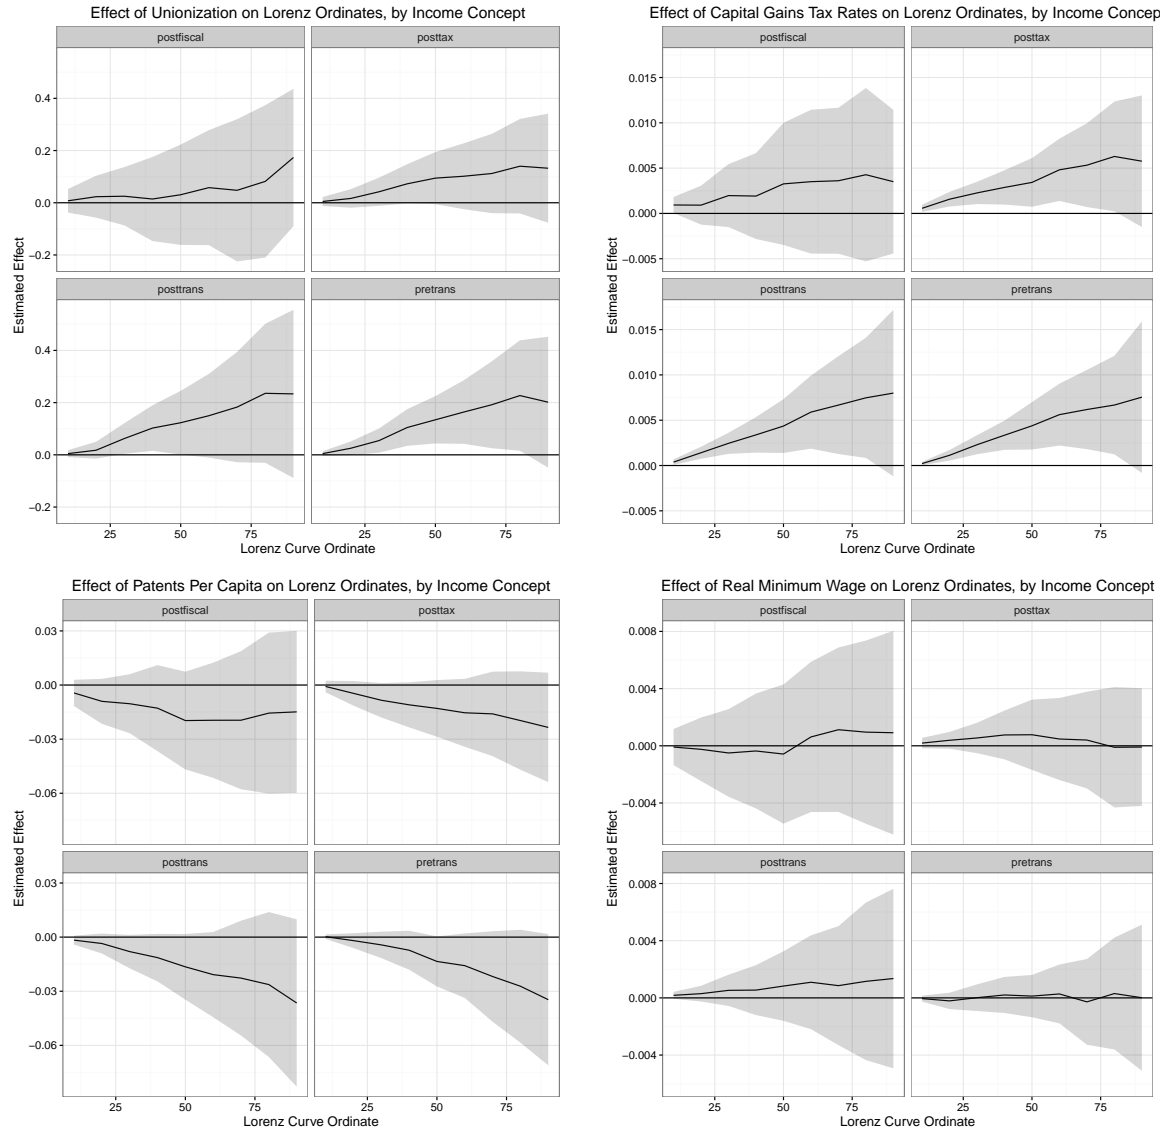 Effect of Unionization on Lorenz Ordinates, by Income Concept
postfiscal
posttax
0.4
0.2
0.0
−0.2
posttrans
pretrans
0.4
0.2
0.0
−0.2
25
50
75
25
50
75
Lorenz Curve Ordinate
Estimated Effect
Effect of Capital Gains Tax Rates on Lorenz Ordinates, by Income Concep
postfiscal
posttax
0.015
0.010
0.005
0.000
−0.005
posttrans
pretrans
0.015
0.010
0.005
0.000
−0.005
25
50
75
25
50
75
Lorenz Curve Ordinate
Estimated Effect
Effect of Patents Per Capita on Lorenz Ordinates, by Income Concept
postfiscal
posttax
0.03
0.00
−0.03
−0.06
posttrans
pretrans
0.03
0.00
−0.03
−0.06
25
50
75
25
50
75
Lorenz Curve Ordinate
Estimated Effect
Effect of Real Minimum Wage on Lorenz Ordinates, by Income Concept
postfiscal
posttax
0.008
0.004
0.000
−0.004
posttrans
pretrans
0.008
0.004
0.000
−0.004
25
50
75
25
50
75
Lorenz Curve Ordinate
Estimated Effect